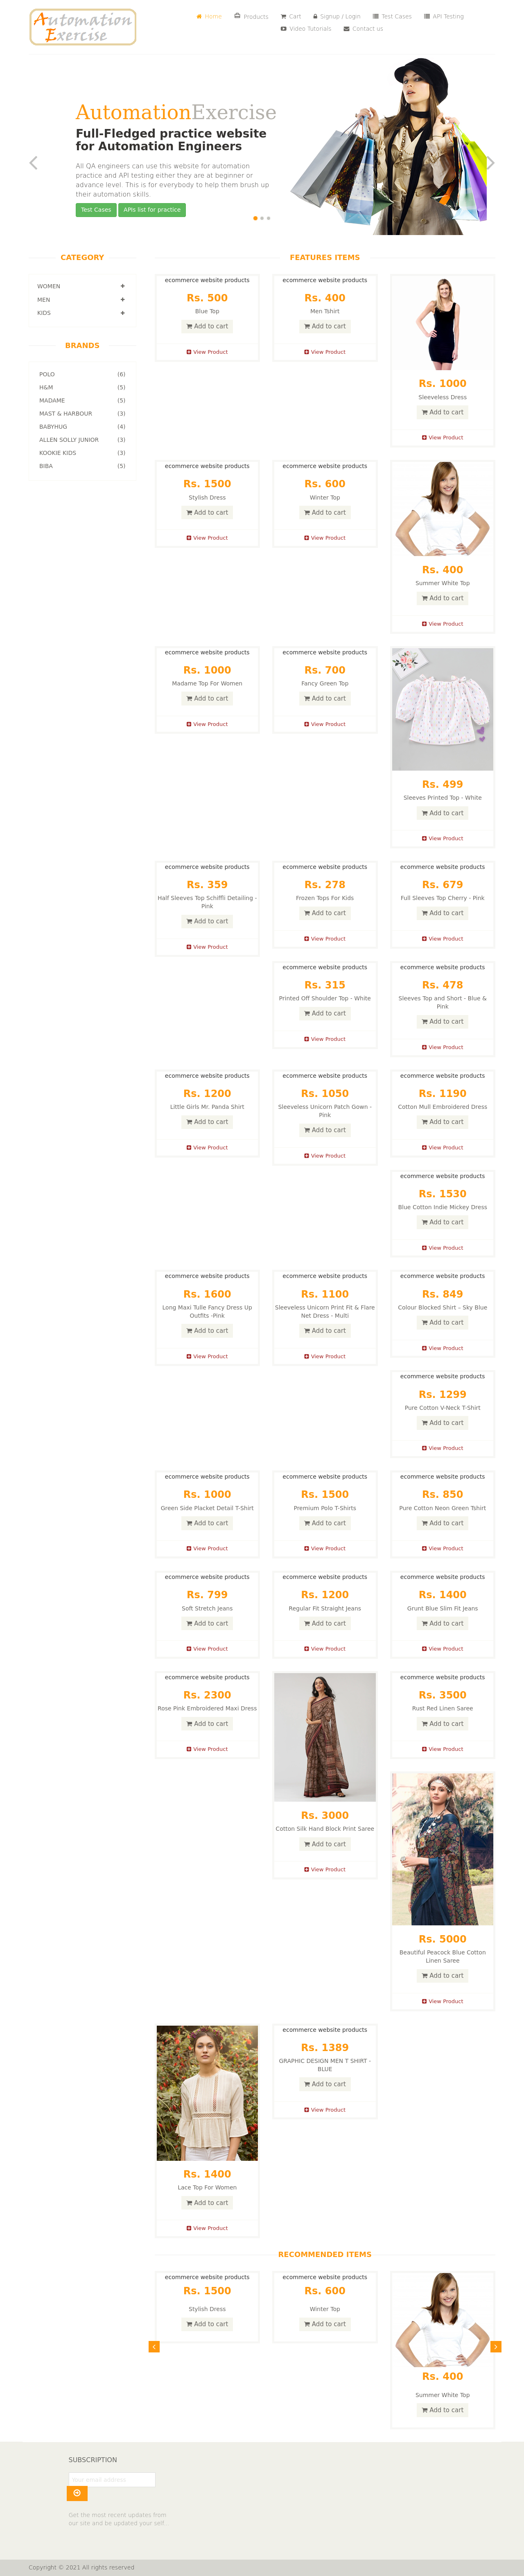 Automation
Exercise
Home
Products
Cart
Signup / Login
Test Cases
API Testing
Video Tutorials
Contact us
AutomationExercise
Full-Fledged practice website
for Automation Engineers
All QA engineers can use this website for automation
practice and API testing either they are at beginner or
advance level. This is for everybody to help them brush up
their automation skills.
Test Cases
APIs list for practice
CATEGORY
WOMEN
MEN
KIDS
BRANDS
POLO (6)
H&M (5)
MADAME (5)
MAST & HARBOUR (3)
BABYHUG (4)
ALLEN SOLLY JUNIOR (3)
KOOKIE KIDS (3)
BIBA (5)
FEATURES ITEMS
ecommerce website products
Rs. 500
Blue Top
Add to cart
View Product
ecommerce website products
Rs. 400
Men Tshirt
Add to cart
View Product
Rs. 1000
Sleeveless Dress
Add to cart
View Product
ecommerce website products
Rs. 1500
Stylish Dress
Add to cart
View Product
ecommerce website products
Rs. 600
Winter Top
Add to cart
View Product
Rs. 400
Summer White Top
Add to cart
View Product
ecommerce website products
Rs. 1000
Madame Top For Women
Add to cart
View Product
ecommerce website products
Rs. 700
Fancy Green Top
Add to cart
View Product
Rs. 499
Sleeves Printed Top - White
Add to cart
View Product
ecommerce website products
Rs. 359
Half Sleeves Top Schiffli Detailing -
Pink
Add to cart
View Product
ecommerce website products
Rs. 278
Frozen Tops For Kids
Add to cart
View Product
ecommerce website products
Rs. 679
Full Sleeves Top Cherry - Pink
Add to cart
View Product
ecommerce website products
Rs. 315
Printed Off Shoulder Top - White
Add to cart
View Product
ecommerce website products
Rs. 478
Sleeves Top and Short - Blue &
Pink
Add to cart
View Product
ecommerce website products
Rs. 1200
Little Girls Mr. Panda Shirt
Add to cart
View Product
ecommerce website products
Rs. 1050
Sleeveless Unicorn Patch Gown -
Pink
Add to cart
View Product
ecommerce website products
Rs. 1190
Cotton Mull Embroidered Dress
Add to cart
View Product
ecommerce website products
Rs. 1530
Blue Cotton Indie Mickey Dress
Add to cart
View Product
ecommerce website products
Rs. 1600
Long Maxi Tulle Fancy Dress Up
Outfits -Pink
Add to cart
View Product
ecommerce website products
Rs. 1100
Sleeveless Unicorn Print Fit & Flare
Net Dress - Multi
Add to cart
View Product
ecommerce website products
Rs. 849
Colour Blocked Shirt – Sky Blue
Add to cart
View Product
ecommerce website products
Rs. 1299
Pure Cotton V-Neck T-Shirt
Add to cart
View Product
ecommerce website products
Rs. 1000
Green Side Placket Detail T-Shirt
Add to cart
View Product
ecommerce website products
Rs. 1500
Premium Polo T-Shirts
Add to cart
View Product
ecommerce website products
Rs. 850
Pure Cotton Neon Green Tshirt
Add to cart
View Product
ecommerce website products
Rs. 799
Soft Stretch Jeans
Add to cart
View Product
ecommerce website products
Rs. 1200
Regular Fit Straight Jeans
Add to cart
View Product
ecommerce website products
Rs. 1400
Grunt Blue Slim Fit Jeans
Add to cart
View Product
ecommerce website products
Rs. 2300
Rose Pink Embroidered Maxi Dress
Add to cart
View Product
Rs. 3000
Cotton Silk Hand Block Print Saree
Add to cart
View Product
ecommerce website products
Rs. 3500
Rust Red Linen Saree
Add to cart
View Product
Rs. 5000
Beautiful Peacock Blue Cotton
Linen Saree
Add to cart
View Product
Rs. 1400
Lace Top For Women
Add to cart
View Product
ecommerce website products
Rs. 1389
GRAPHIC DESIGN MEN T SHIRT -
BLUE
Add to cart
View Product
RECOMMENDED ITEMS
ecommerce website products
Rs. 1500
Stylish Dress
Add to cart
ecommerce website products
Rs. 600
Winter Top
Add to cart
Rs. 400
Summer White Top
Add to cart
SUBSCRIPTION
Your email address
Get the most recent updates from
our site and be updated your self.
Copyright © 2021 All rights reserved